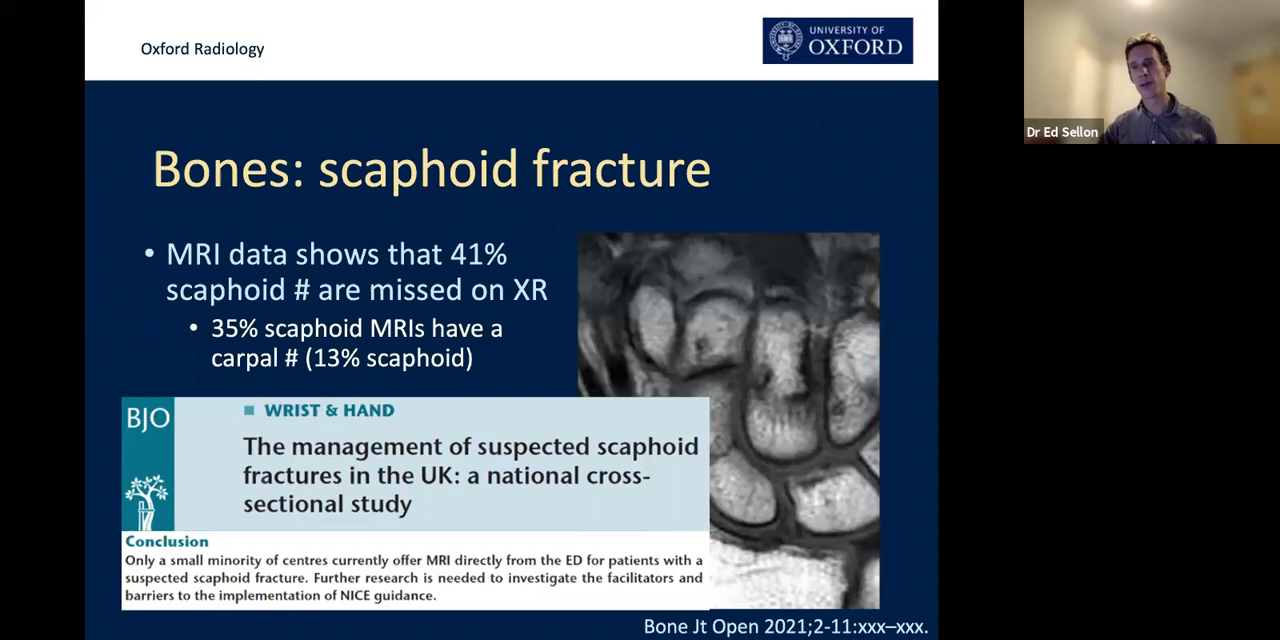 Oxford Radiology
UNIVERSITY OF
OXFORD
Dr Ed Sellon
Bones: scaphoid fracture
• MRI data shows that 41%
scaphoid # are missed on XR
• 35% scaphoid MRIs have a
carpal # (13% scaphoid)
BJO
■ WRIST & HAND
The management of suspected scaphoid
fractures in the UK: a national cross-
sectional study
Conclusion
Only a small minority of centres currently offer MRI directly from the ED for patients with a
suspected scaphoid fracture. Further research is needed to investigate the facilitators and
barriers to the implementation of NICE guidance.
Bone Jt Open 2021;2-11:xxx–xxx.